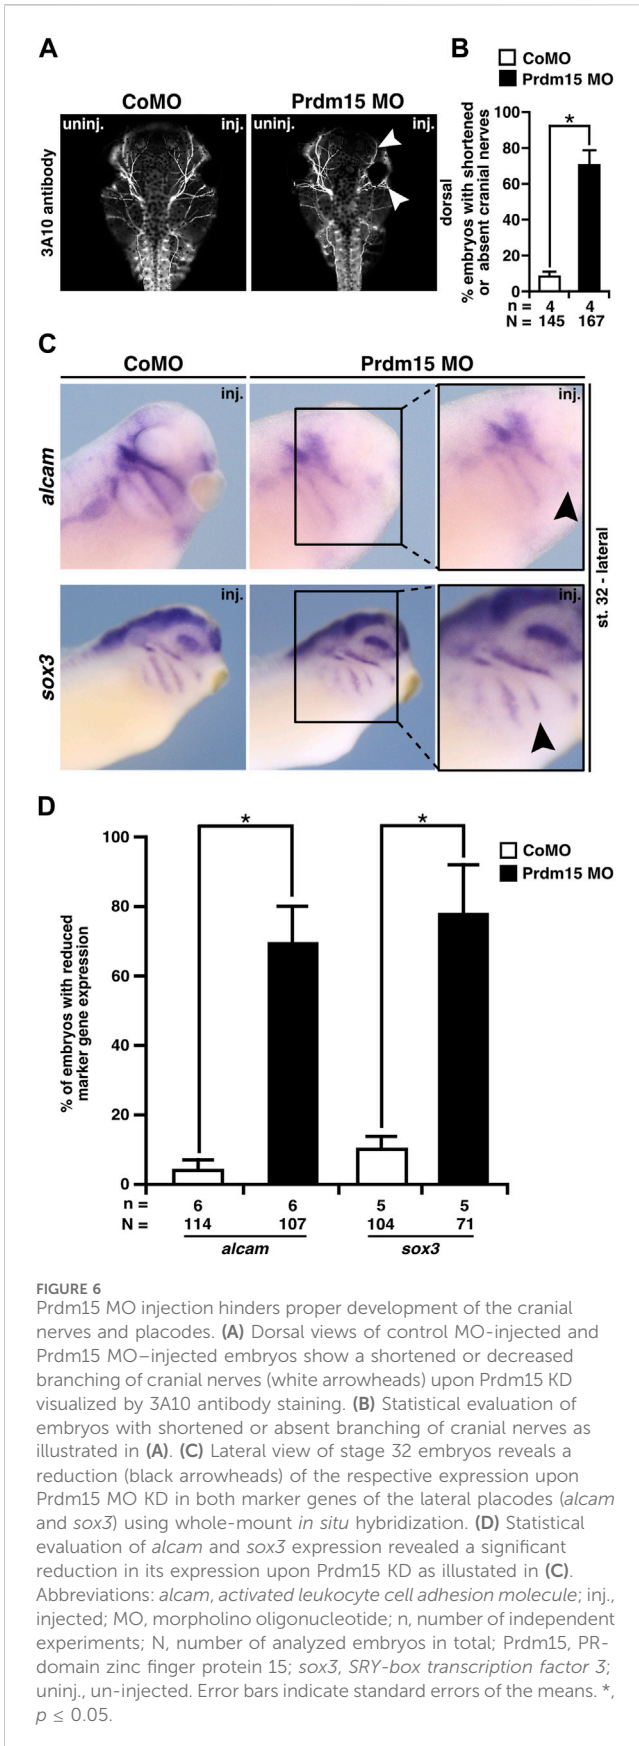 A
CoMO
Prdm15 MO
uninj.
inj.
uninj.
inj.
3A10 antibody
dorsal
B
CoMO
Prdm15 MO
% embryos with shortened
or absent cranial nerves
100
80
60
40
20
0
*
n = 4 4
N = 145 167
C
CoMO
Prdm15 MO
inj.
inj.
alcam
inj.
inj.
sox3
st. 32 - lateral
D
CoMO
Prdm15 MO
% of embryos with reduced
marker gene expression
100
80
60
40
20
0
*
*
n = 6 6 5 5
N = 114 107 104 71
alcam sox3
FIGURE 6
Prdm15 MO injection hinders proper development of the cranial
nerves and placodes. (A) Dorsal views of control MO-injected and
Prdm15 MO–injected embryos show a shortened or decreased
branching of cranial nerves (white arrowheads) upon Prdm15 KD
visualized by 3A10 antibody staining. (B) Statistical evaluation of
embryos with shortened or absent branching of cranial nerves as
illustrated in (A). (C) Lateral view of stage 32 embryos reveals a
reduction (black arrowheads) of the respective expression upon
Prdm15 MO KD in both marker genes of the lateral placodes (alcam
and sox3) using whole-mount in situ hybridization. (D) Statistical
evaluation of alcam and sox3 expression revealed a significant
reduction in its expression upon Prdm15 KD as illustated in (C).
Abbreviations: alcam, activated leukocyte cell adhesion molecule; inj.,
injected; MO, morpholino oligonucleotide; n, number of independent
experiments; N, number of analyzed embryos in total; Prdm15, PR-
domain zinc finger protein 15; sox3, SRY-box transcription factor 3;
uninj., un-injected. Error bars indicate standard errors of the means. *,
p ≤ 0.05.